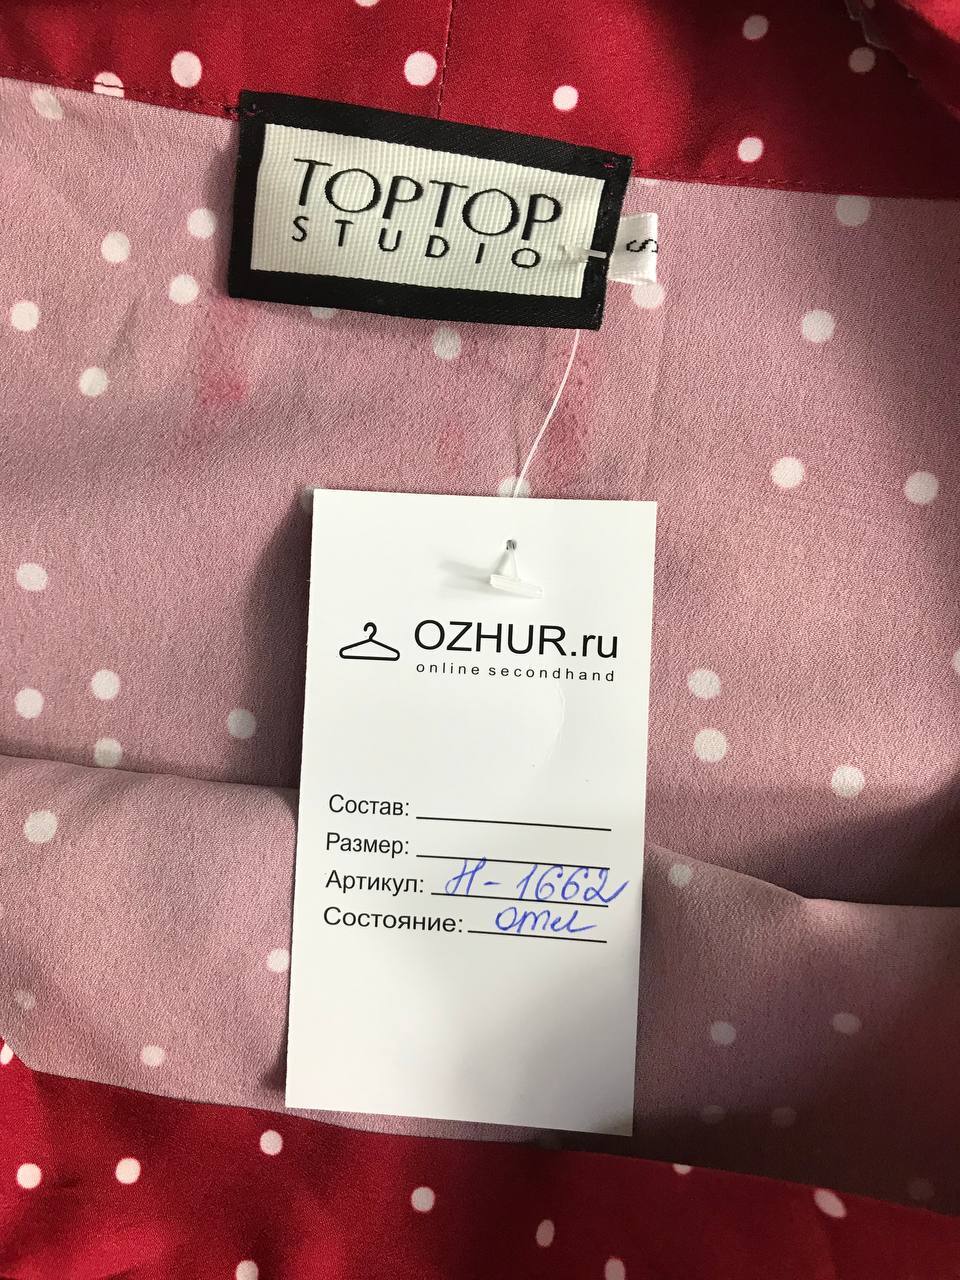 TOPTOP
STUDIO
S
OZHUR.ru
online secondhand
Состав:
Размер:
Артикул: Н-1662
Состояние: отл